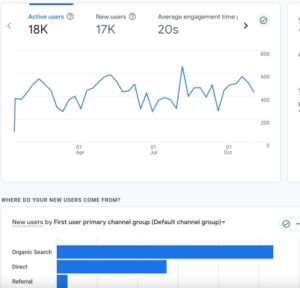 Active users
New users
Average engagement time p
18K
17K
20s
800
600
400
200
0
01
Apr
01
Jul
01
Oct
WHERE DO YOUR NEW USERS COME FROM?
New users by First user primary channel group (Default channel group)
Organic Search
Direct
Referral